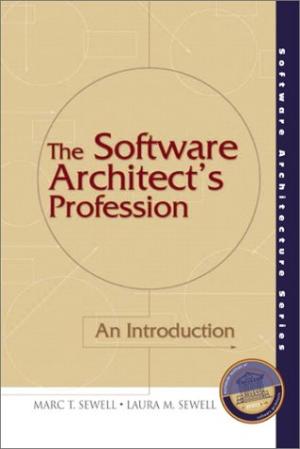 The Software
Architect's
Profession
An Introduction
MARC T. SEWELL • LAURA M. SEWELL
Software Architecture Series